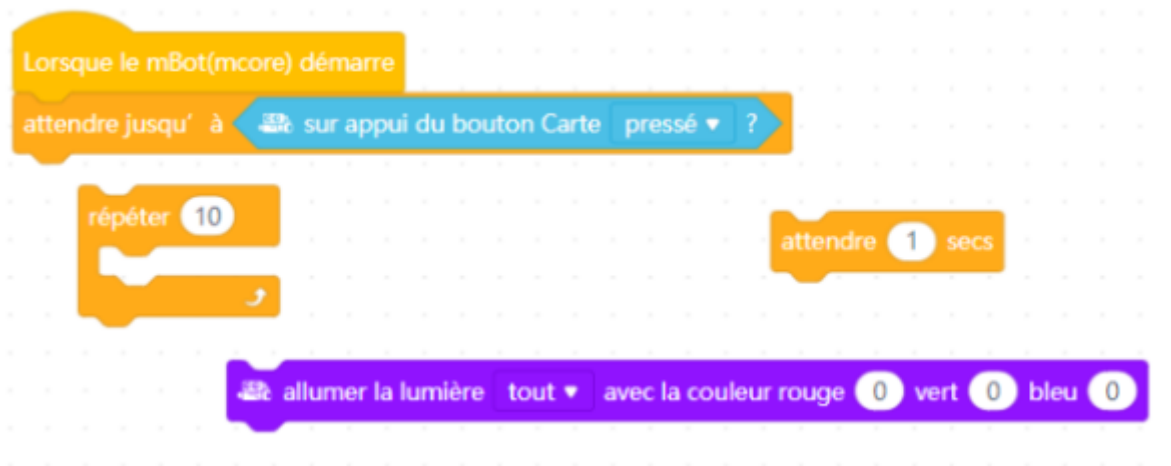 Lorsque le mBot(mcore) démarre
attendre jusqu' à sur appui du bouton Carte pressé ▼ ?
répéter 10
attendre 1 secs
allumer la lumière tout ▼ avec la couleur rouge 0 vert 0 bleu 0